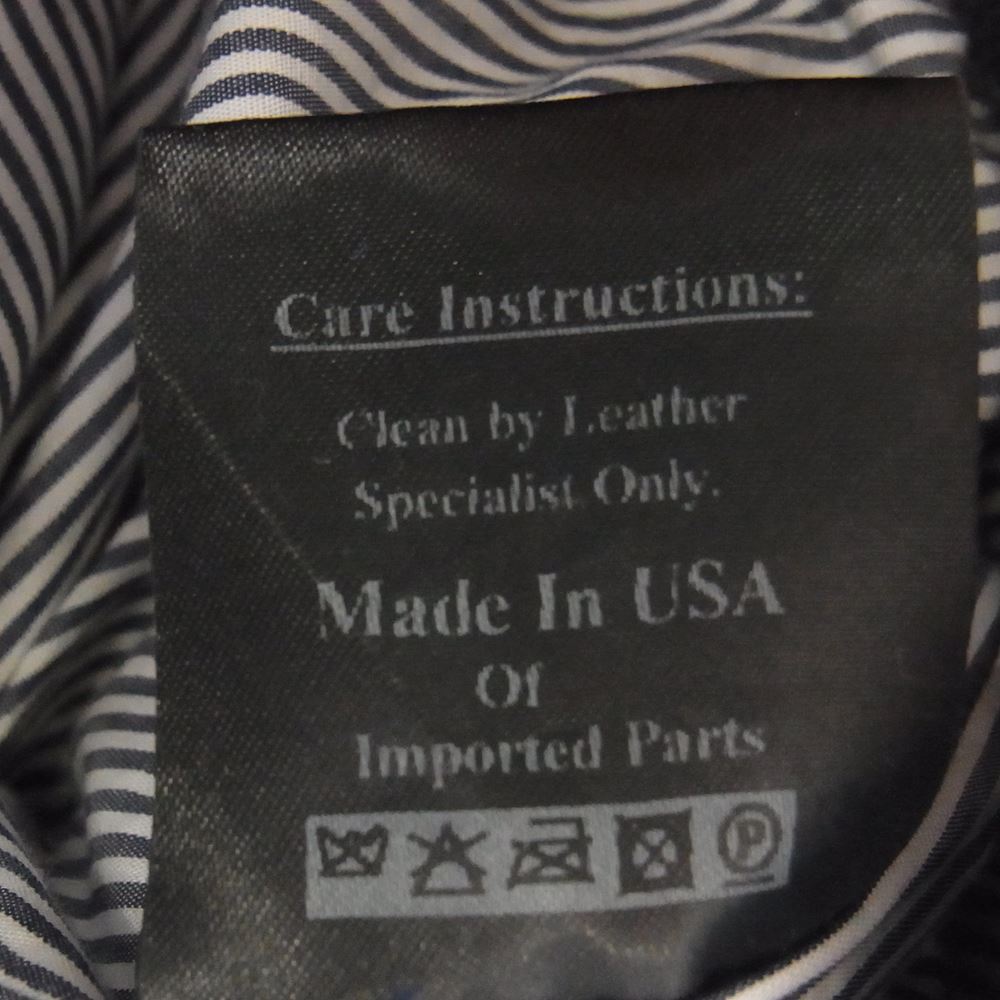 Care Instructions:
Clean by Leather
Specialist Only.
Made In USA
Of
Imported Parts
P